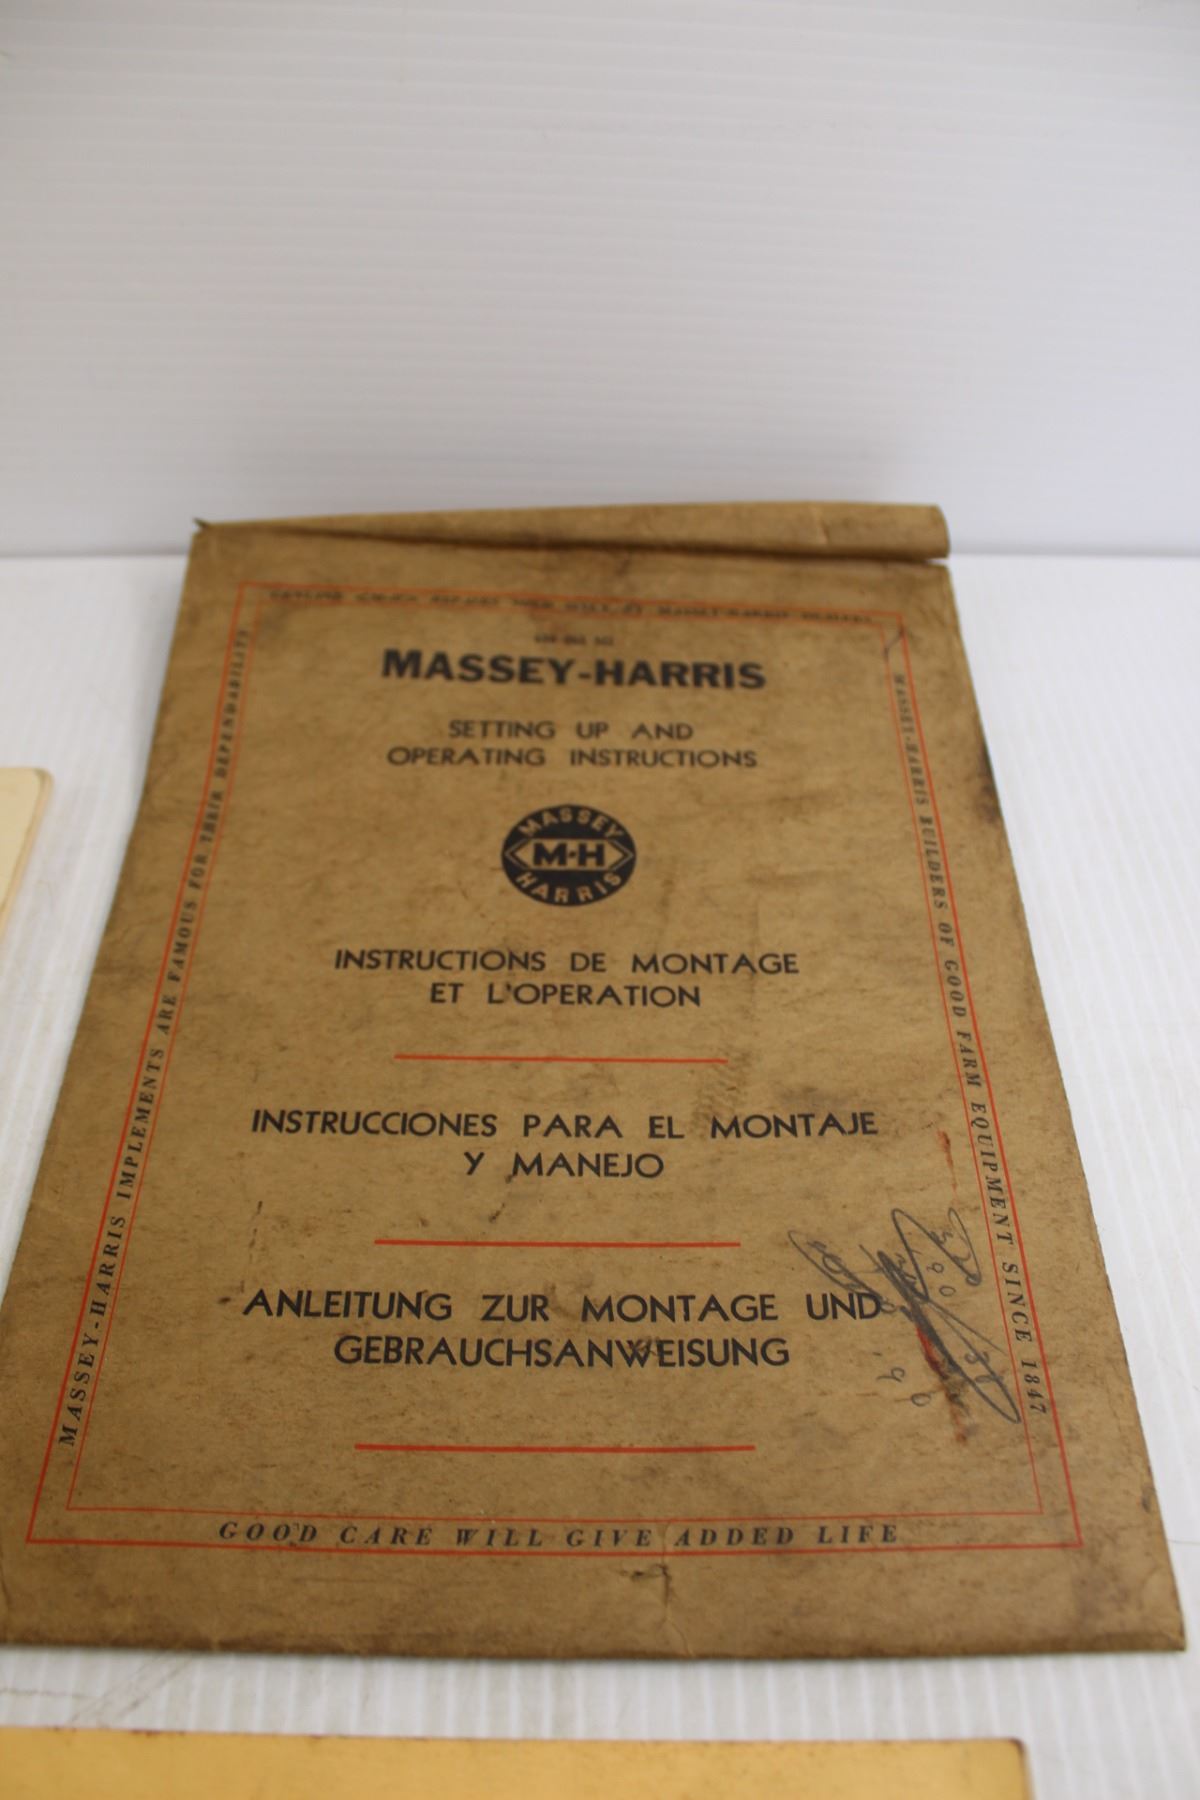 MASSEY-HARRIS
SETTING UP AND
OPERATING INSTRUCTIONS
MASSEY
M-H
HARRIS
INSTRUCTIONS DE MONTAGE
ET L'OPERATION
INSTRUCCIONES PARA EL MONTAJE
Y MANEJO
ANLEITUNG ZUR MONTAGE UND
GEBRAUCHSANWEISUNG
MASSEY-HARRIS IMPLEMENTS ARE FAMOUS FOR THEIR DEPENDABILITY
MASSEY-HARRIS BUILDERS OF GOOD FARM EQUIPMENT SINCE 1847
GOOD CARE WILL GIVE ADDED LIFE